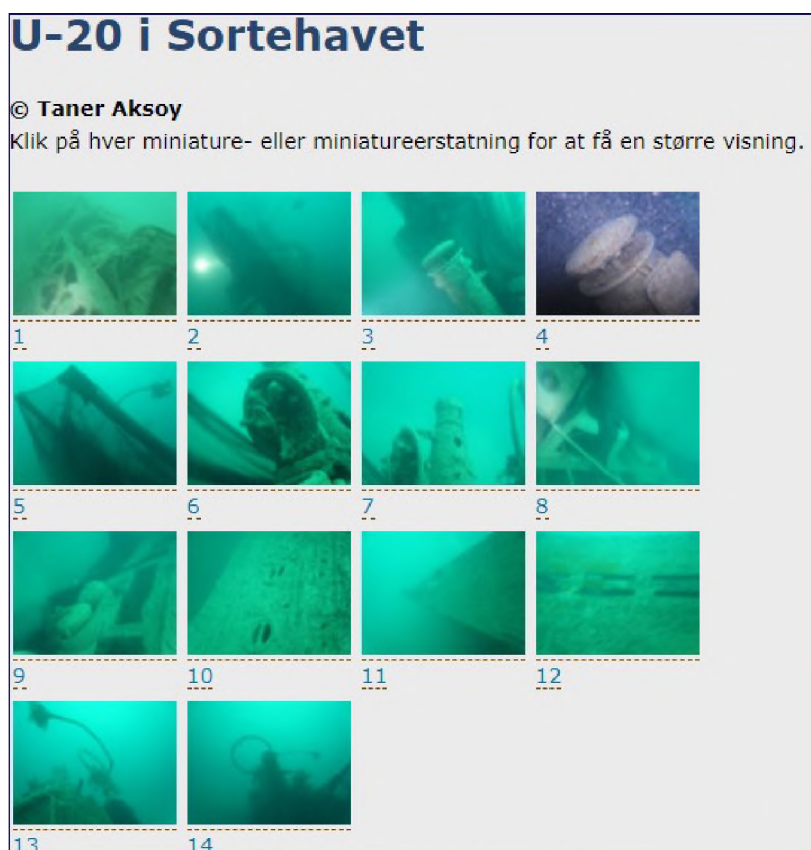 U-20 i Sortehavet
© Taner Aksoy
Klik på hver miniature- eller miniatureerstatning for at få en større visning.
1 2 3 4
5 6 7 8
9 10 11 12
13 14